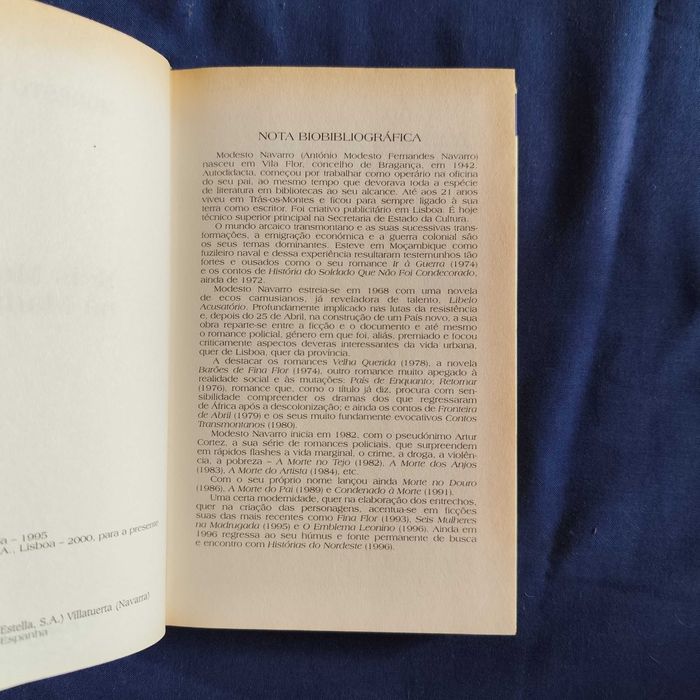 a – 1995
A., Lisboa – 2000, para a presente
Estella, S.A.) Villatuerta (Navarra)
Espanha
NOTA BIOBIBLIOGRÁFICA
Modesto Navarro (António Modesto Fernandes Navarro)
nasceu em Vila Flor, concelho de Bragança, em 1942.
Autodidacta, começou por trabalhar como operário na oficina
do seu pai, ao mesmo tempo que devorava toda a espécie
de literatura em bibliotecas ao seu alcance. Até aos 21 anos
viveu em Trás-os-Montes e ficou para sempre ligado à sua
terra como escritor. Foi criativo publicitário em Lisboa. É hoje
técnico superior principal na Secretaria de Estado da Cultura.
O mundo arcaico transmontano e as suas sucessivas trans-
formações, a emigração económica e a guerra colonial são
os seus temas dominantes. Esteve em Moçambique como
fuzileiro naval e dessa experiência resultaram testemunhos tão
fortes e ousados como o seu romance Ir à Guerra (1974)
e os contos de História do Soldado Que Não Foi Condecorado,
ainda de 1972.
Modesto Navarro estreia-se em 1968 com uma novela
de ecos camusianos, já reveladora de talento, Libelo
Acusatório. Profundamente implicado nas lutas da resistência
e, depois do 25 de Abril, na construção de um País novo, a sua
obra reparte-se entre a ficção e o documento e até mesmo
o romance policial, género em que foi, aliás, premiado e focou
criticamente aspectos deveras interessantes da vida urbana,
quer de Lisboa, quer da província.
A destacar os romances Velha Querida (1978), a novela
Barões de Fina Flor (1974), outro romance muito apegado à
realidade social e às mutações: País de Enquanto; Retornar
(1976), romance que, como o título já diz, procura com sen-
sibilidade compreender os dramas dos que regressaram
de África após a descolonização; e ainda os contos de Fronteira
de Abril (1979) e os seus muito fundamente evocativos Contos
Transmontanos (1980).
Modesto Navarro inicia em 1982, com o pseudónimo Artur
Cortez, a sua série de romances policiais, que surpreendem
em rápidos flashes a vida marginal, o crime, a droga, a violên-
cia, a pobreza – A Morte no Tejo (1982), A Morte dos Anjos
(1983), A Morte do Artista (1984), etc.
Com o seu próprio nome lançou ainda Morte no Douro
(1986), A Morte do Pai (1989) e Condenado à Morte (1991).
Uma certa modernidade, quer na elaboração dos entrechos,
quer na criação das personagens, acentua-se em ficções
suas das mais recentes como Fina Flor (1993), Seis Mulheres
na Madrugada (1995) e O Emblema Leonino (1996). Ainda em
1996 regressa ao seu húmus e fonte permanente de busca
e encontro com Histórias do Nordeste (1996).